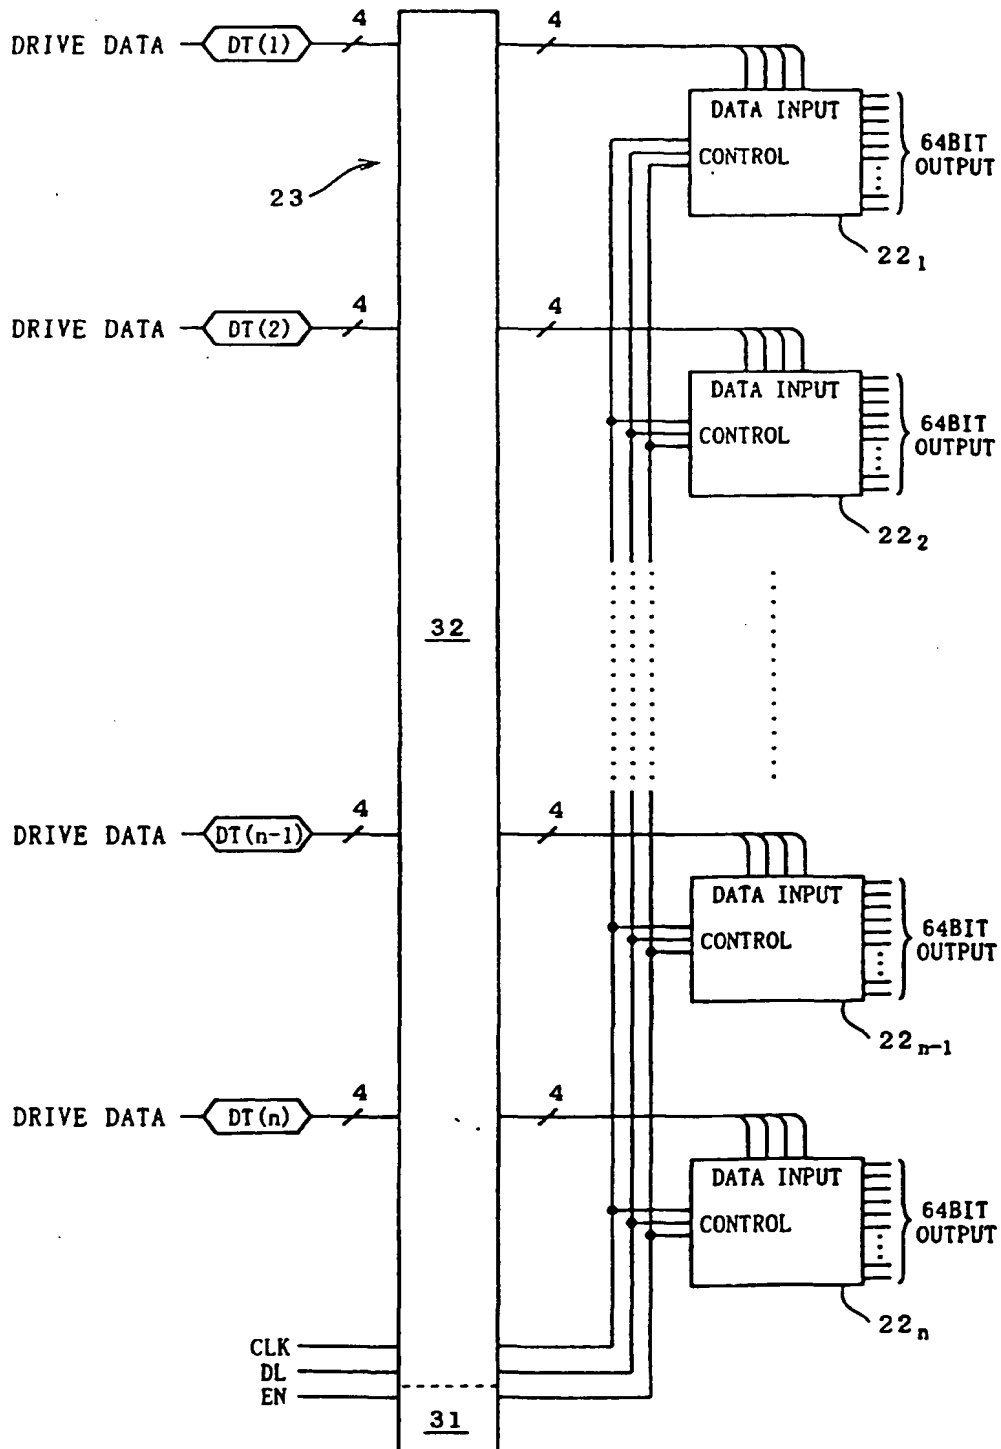 DRIVE DATA DT(1) 4 4
DATA INPUT
CONTROL
64BIT
OUTPUT
23
22₁
DRIVE DATA DT(2) 4 4
DATA INPUT
CONTROL
64BIT
OUTPUT
22₂
32
DRIVE DATA DT(n-1) 4 4
DATA INPUT
CONTROL
64BIT
OUTPUT
22n-1
DRIVE DATA DT(n) 4 4
DATA INPUT
CONTROL
64BIT
OUTPUT
22n
CLK
DL
EN
31